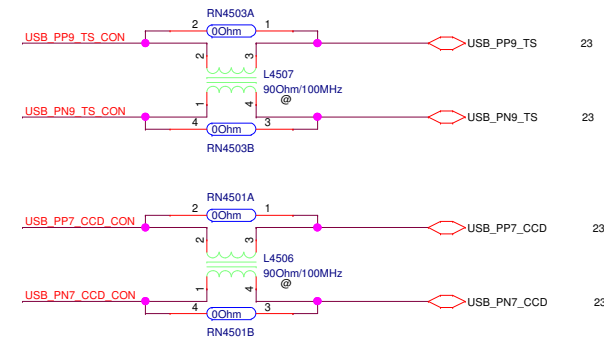 RN4503A
2 0Ohm 1
USB_PP9_TS_CON USB_PP9_TS 23
2 3
L4507
90Ohm/100MHz
@
1 4
USB_PN9_TS_CON USB_PN9_TS 23
4 0Ohm 3
RN4503B
RN4501A
2 0Ohm 1
USB_PP7_CCD_CON USB_PP7_CCD 23
2 3
L4506
90Ohm/100MHz
@
1 4
USB_PN7_CCD_CON USB_PN7_CCD 23
4 0Ohm 3
RN4501B